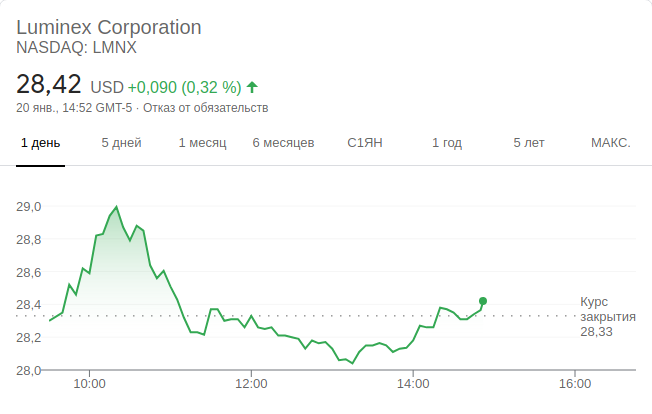 Luminex Corporation
NASDAQ: LMNX
28,42 USD +0,090 (0,32 %)
20 янв., 14:52 GMT-5 · Отказ от обязательств
1 день 5 дней 1 месяц 6 месяцев С1ЯН 1 год 5 лет МАКС.
29,0
28,8
28,6
28,4
28,2
28,0
Курс
закрытия
28,33
10:00 12:00 14:00 16:00